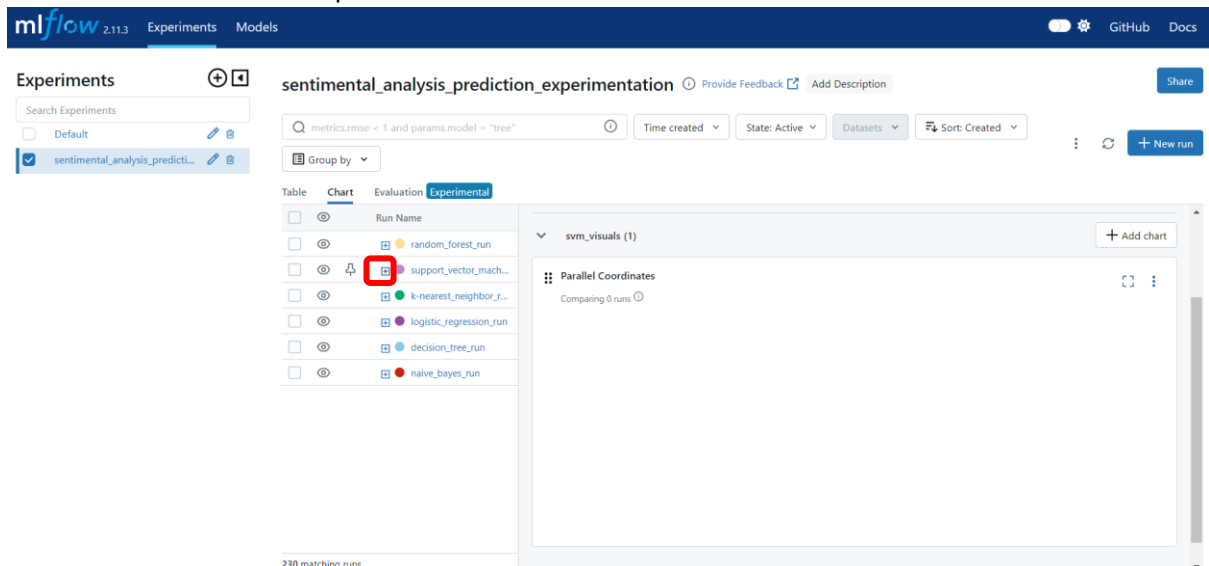 mlflow 2.11.3 Experiments Models GitHub Docs
Experiments
Search Experiments
Default
sentimental_analysis_predicti...
sentimental_analysis_prediction_experimentation Provide Feedback Add Description Share
metrics.rmse < 1 and params.model = "tree" Time created State: Active Datasets Sort: Created
Group by
New run
Table Chart Evaluation Experimental
Run Name
random_forest_run
support_vector_mach...
k-nearest_neighbor_r...
logistic_regression_run
decision_tree_run
naive_bayes_run
230 matching runs
svm_visuals (1) Add chart
Parallel Coordinates
Comparing 0 runs